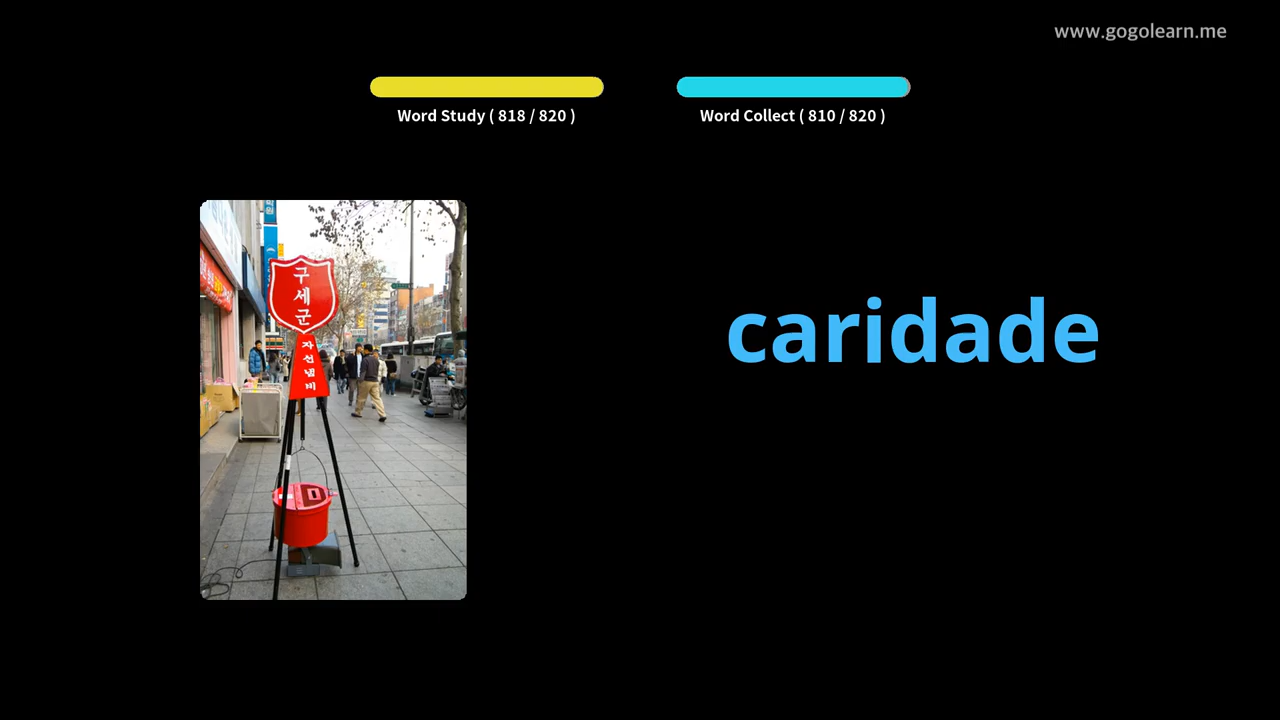 www.gogolearn.me
Word Study ( 818 / 820 )
Word Collect ( 810 / 820 )
caridade
구
세
군
자
선
냄
비